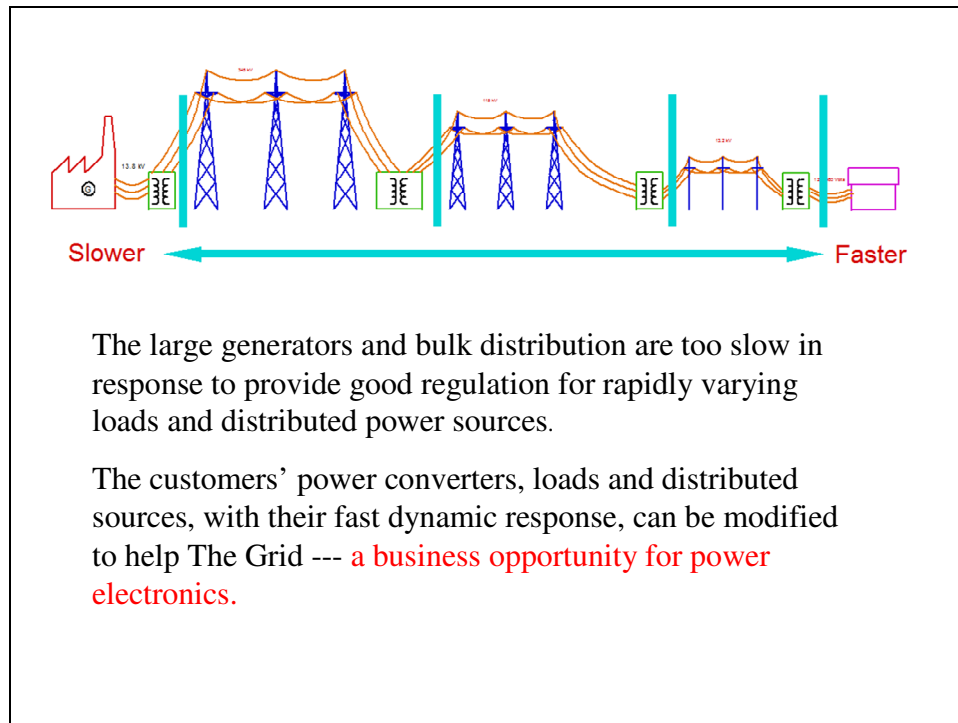 13.8 kV
G
Slower
Faster
The large generators and bulk distribution are too slow in
response to provide good regulation for rapidly varying
loads and distributed power sources.
The customers’ power converters, loads and distributed
sources, with their fast dynamic response, can be modified
to help The Grid --- a business opportunity for power
electronics.